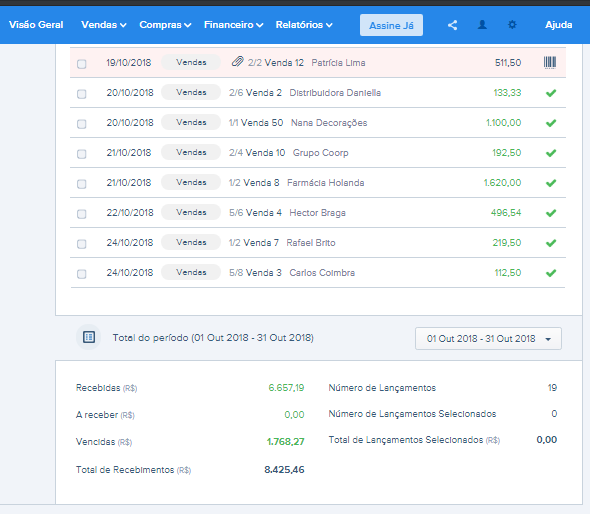 Visão Geral Vendas Compras Financeiro Relatórios Assine Já Ajuda
19/10/2018 Vendas 2/2 Venda 12 Patrícia Lima 511,50
20/10/2018 Vendas 2/6 Venda 2 Distribuidora Daniella 133,33
20/10/2018 Vendas 1/1 Venda 50 Nana Decorações 1.100,00
21/10/2018 Vendas 2/4 Venda 10 Grupo Coorp 192,50
21/10/2018 Vendas 1/2 Venda 8 Farmácia Holanda 1.620,00
22/10/2018 Vendas 5/6 Venda 4 Hector Braga 496,54
24/10/2018 Vendas 1/2 Venda 7 Rafael Brito 219,50
24/10/2018 Vendas 5/8 Venda 3 Carlos Coimbra 112,50
Total do período (01 Out 2018 - 31 Out 2018) 01 Out 2018 - 31 Out 2018
Recebidas (R$) 6.657,19 Número de Lançamentos 19
A receber (R$) 0,00 Número de Lançamentos Selecionados 0
Vencidas (R$) 1.768,27 Total de Lançamentos Selecionados (R$) 0,00
Total de Recebimentos (R$) 8.425,46